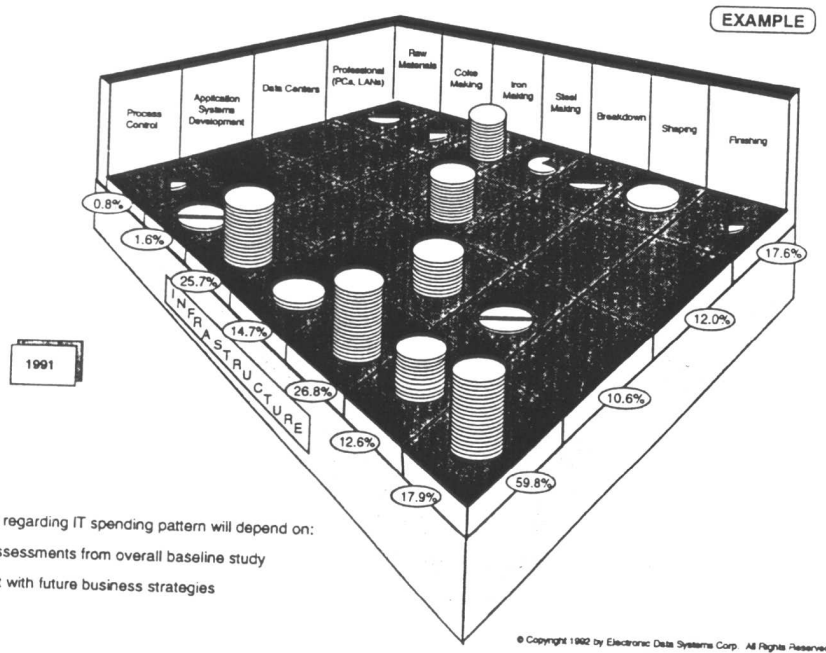 EXAMPLE
Process
Control
Application
Systems
Development
Data Centers
Professional
(PCs, LANs)
Raw
Materials
Coke
Making
Iron
Making
Steel
Making
Breakdown
Shaping
Finishing
0.8%
1.6%
25.7%
14.7%
26.8%
12.6%
17.9%
INFRASTRUCTURE
59.8%
10.6%
12.0%
17.6%
1991
regarding IT spending pattern will depend on:
ssessments from overall baseline study
with future business strategies
© Copyright 1992 by Electronic Data Systems Corp. All Rights Reserve